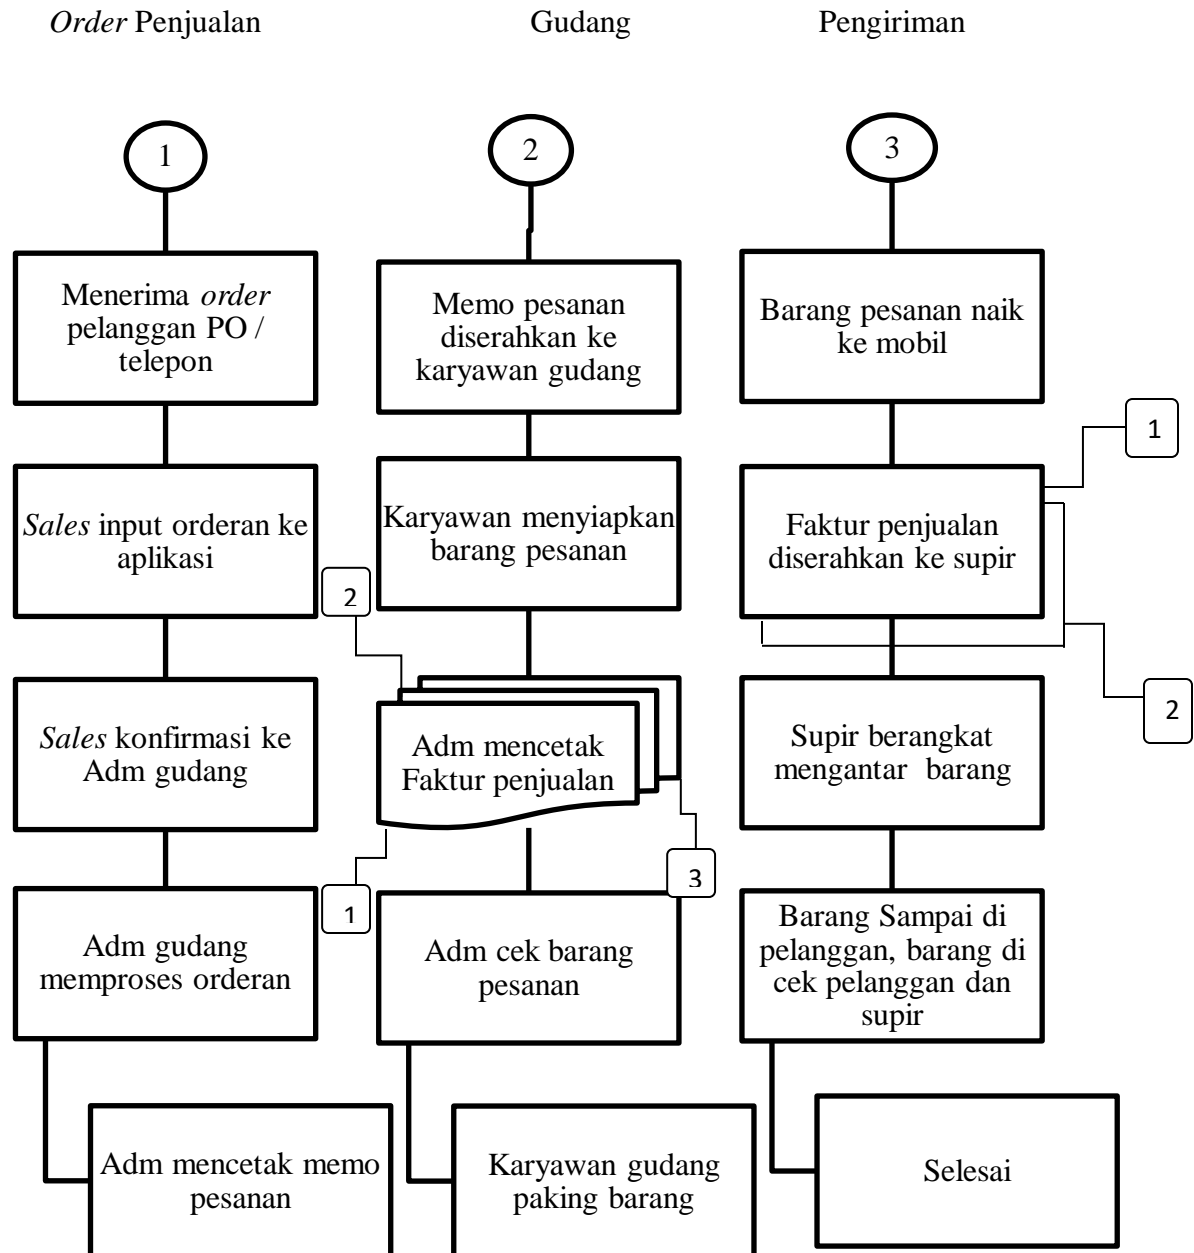 Order Penjualan
Gudang
Pengiriman
1
Menerima order
pelanggan PO /
telepon
Sales input orderan ke
aplikasi
Sales konfirmasi ke
Adm gudang
Adm gudang
memproses orderan
Adm mencetak memo
pesanan
2
Memo pesanan
diserahkan ke
karyawan gudang
Karyawan menyiapkan
barang pesanan
2
Adm mencetak
Faktur penjualan
1
3
Adm cek barang
pesanan
Karyawan gudang
paking barang
3
Barang pesanan naik
ke mobil
1
Faktur penjualan
diserahkan ke supir
2
Supir berangkat
mengantar barang
Barang Sampai di
pelanggan, barang di
cek pelanggan dan
supir
Selesai